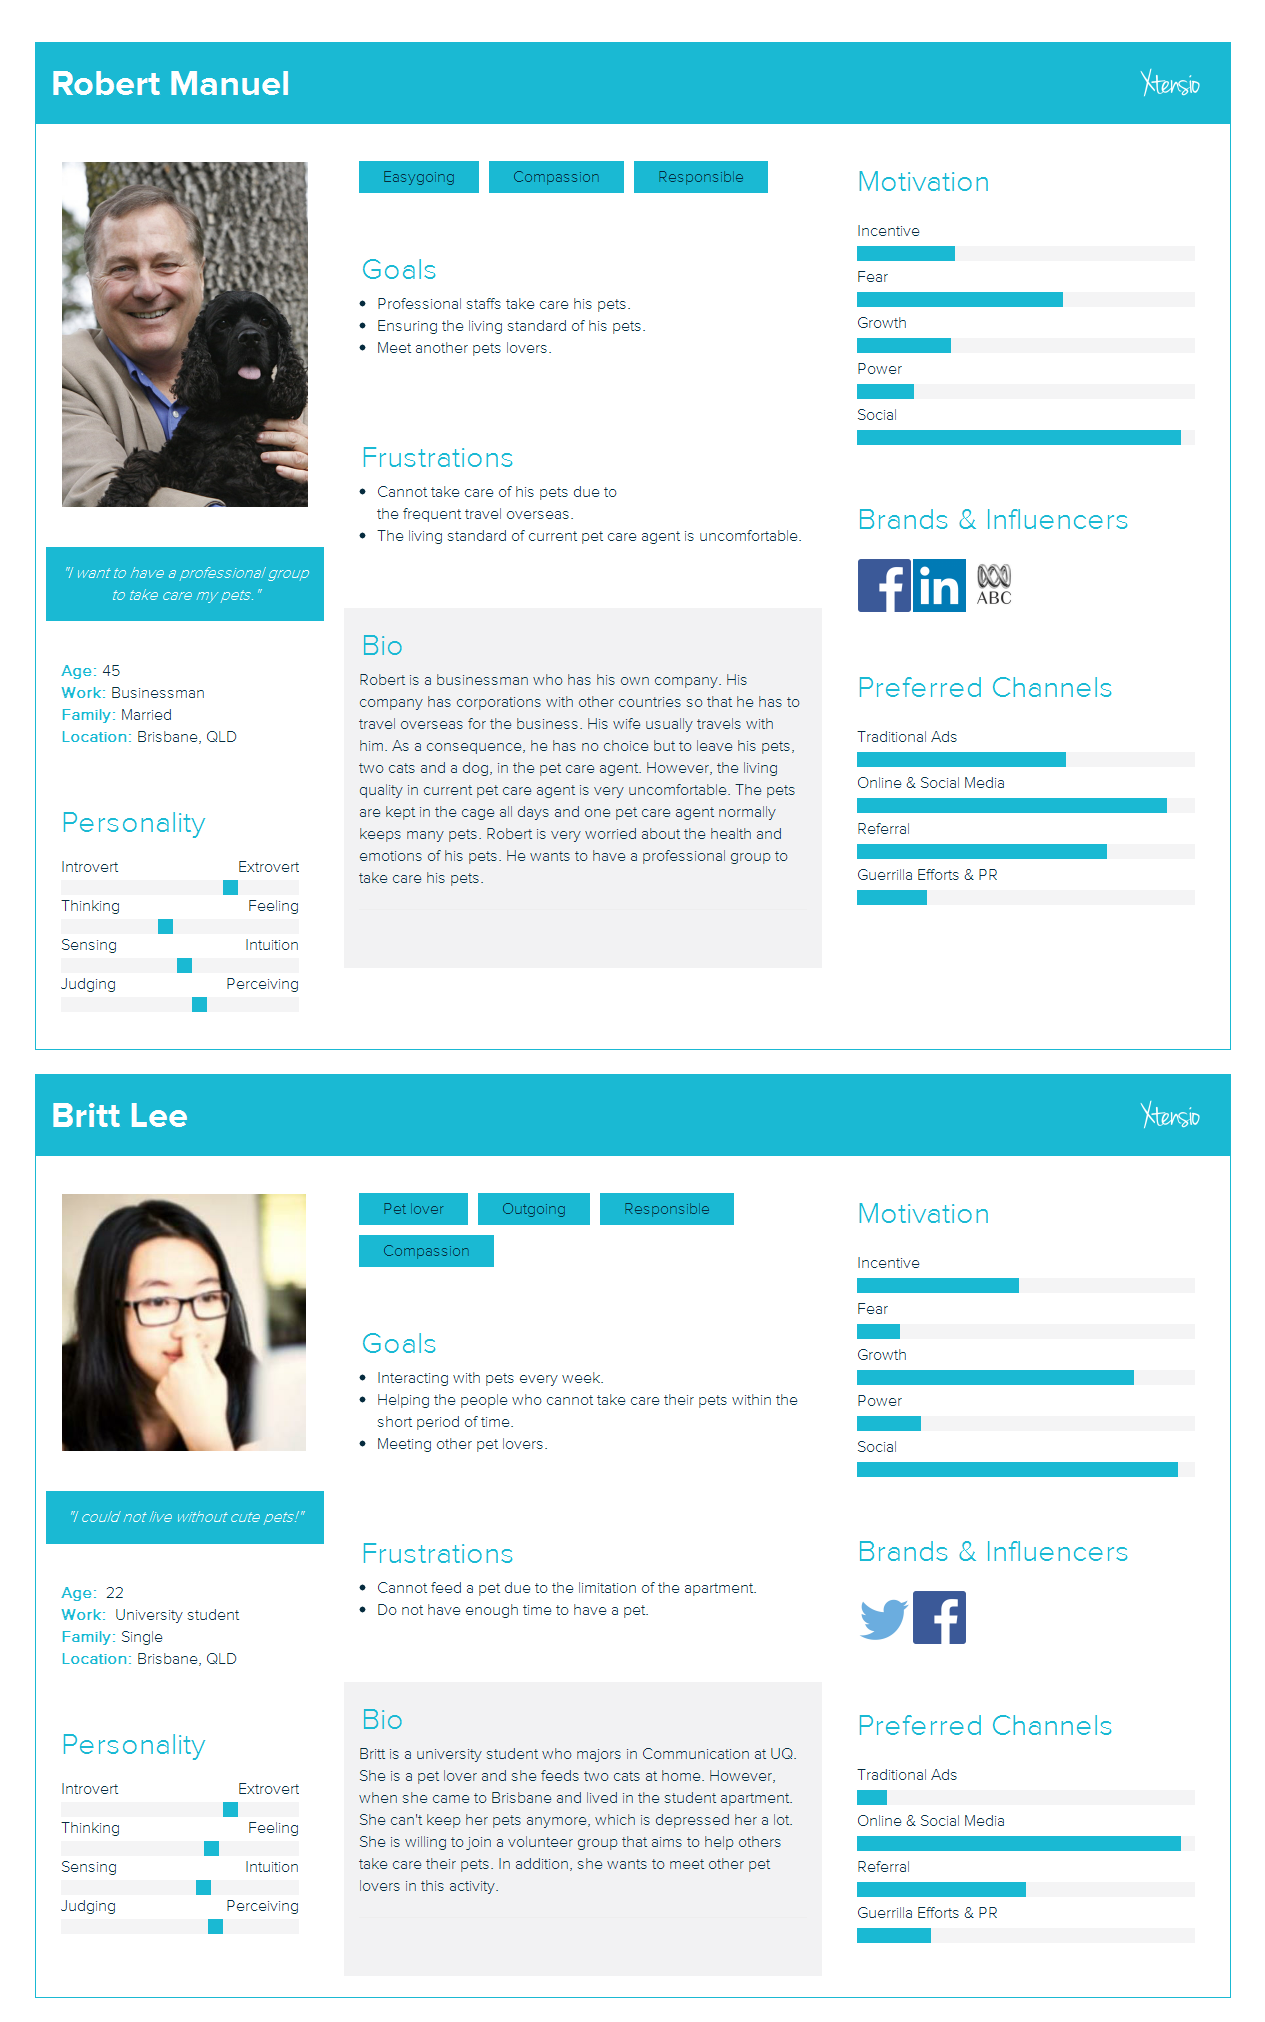 Robert Manuel
Xtensio
"I want to have a professional group
to take care my pets."
Age: 45
Work: Businessman
Family: Married
Location: Brisbane, QLD
Personality
Introvert Extrovert
Thinking Feeling
Sensing Intuition
Judging Perceiving
Easygoing Compassion Responsible
Goals
Professional staffs take care his pets.
Ensuring the living standard of his pets.
Meet another pets lovers.
Frustrations
Cannot take care of his pets due to
the frequent travel overseas.
The living standard of current pet care agent is uncomfortable.
Bio
Robert is a businessman who has his own company. His
company has corporations with other countries so that he has to
travel overseas for the business. His wife usually travels with
him. As a consequence, he has no choice but to leave his pets,
two cats and a dog, in the pet care agent. However, the living
quality in current pet care agent is very uncomfortable. The pets
are kept in the cage all days and one pet care agent normally
keeps many pets. Robert is very worried about the health and
emotions of his pets. He wants to have a professional group to
take care his pets.
Motivation
Incentive
Fear
Growth
Power
Social
Brands & Influencers
f in ABC
Preferred Channels
Traditional Ads
Online & Social Media
Referral
Guerrilla Efforts & PR
Britt Lee
Xtensio
"I could not live without cute pets!"
Age: 22
Work: University student
Family: Single
Location: Brisbane, QLD
Personality
Introvert Extrovert
Thinking Feeling
Sensing Intuition
Judging Perceiving
Pet lover Outgoing Responsible
Compassion
Goals
Interacting with pets every week.
Helping the people who cannot take care their pets within the
short period of time.
Meeting other pet lovers.
Frustrations
Cannot feed a pet due to the limitation of the apartment.
Do not have enough time to have a pet.
Bio
Britt is a university student who majors in Communication at UQ.
She is a pet lover and she feeds two cats at home. However,
when she came to Brisbane and lived in the student apartment.
She can't keep her pets anymore, which is depressed her a lot.
She is willing to join a volunteer group that aims to help others
take care their pets. In addition, she wants to meet other pet
lovers in this activity.
Motivation
Incentive
Fear
Growth
Power
Social
Brands & Influencers
f
Preferred Channels
Traditional Ads
Online & Social Media
Referral
Guerrilla Efforts & PR